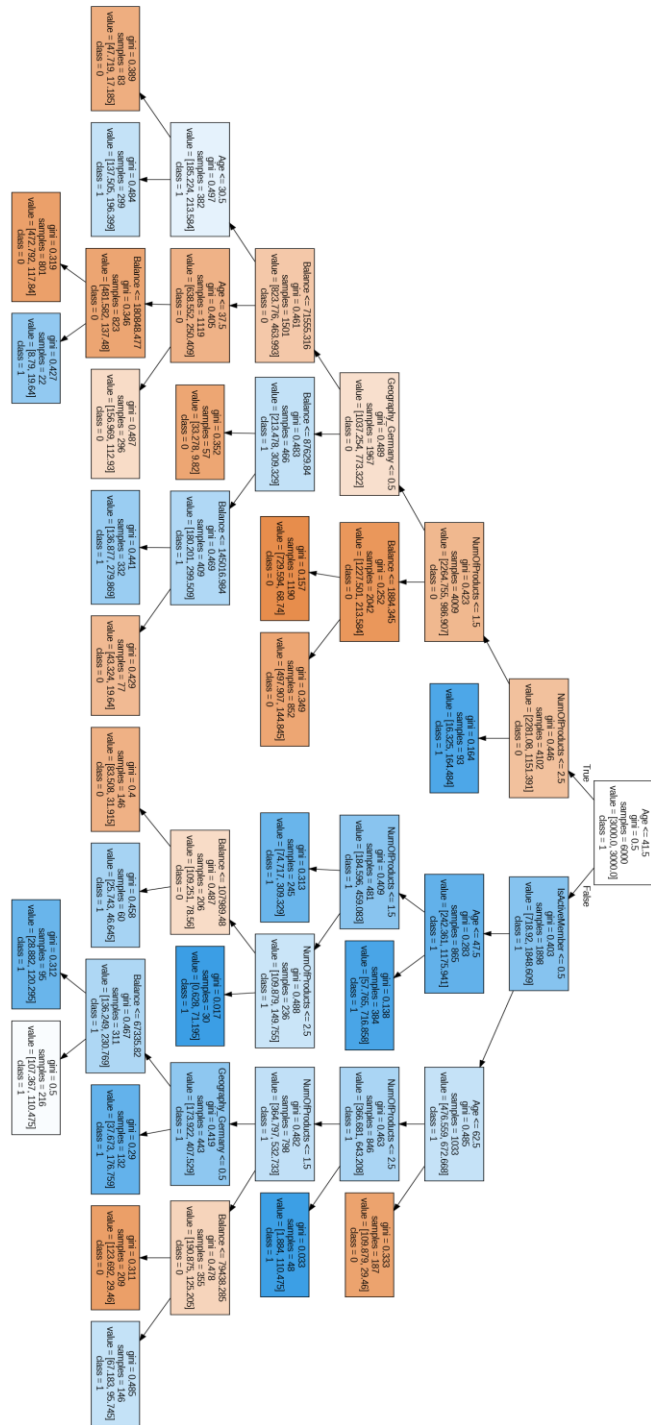 Age <= 41.5
gini = 0.5
samples = 6000
value = [3000.0, 3000.0]
class = 1
True
False
NumOfProducts <= 2.5
gini = 0.446
samples = 4102
value = [2281.08, 1151.391]
class = 0
IsActiveMember <= 0.5
gini = 0.403
samples = 1898
value = [718.92, 1848.609]
class = 1
NumOfProducts <= 1.5
gini = 0.423
samples = 4009
value = [2264.755, 986.907]
class = 0
gini = 0.164
samples = 93
value = [16.325, 164.484]
class = 1
Age <= 47.5
gini = 0.283
samples = 865
value = [242.361, 1175.941]
class = 1
Age <= 62.5
gini = 0.485
samples = 1033
value = [476.559, 672.668]
class = 1
Geography_Germany <= 0.5
gini = 0.489
samples = 1967
value = [1037.254, 773.322]
class = 0
Balance <= 1884.345
gini = 0.252
samples = 2042
value = [1227.501, 213.584]
class = 0
NumOfProducts <= 1.5
gini = 0.409
samples = 481
value = [184.596, 459.083]
class = 1
gini = 0.138
samples = 384
value = [57.765, 716.858]
class = 1
NumOfProducts <= 2.5
gini = 0.463
samples = 846
value = [366.681, 643.208]
class = 1
gini = 0.333
samples = 187
value = [109.879, 29.46]
class = 0
Balance <= 71555.316
gini = 0.461
samples = 1501
value = [823.776, 463.993]
class = 0
Balance <= 87629.84
gini = 0.483
samples = 466
value = [213.478, 309.329]
class = 1
gini = 0.157
samples = 1190
value = [729.594, 68.74]
class = 0
gini = 0.349
samples = 852
value = [497.907, 144.845]
class = 0
gini = 0.313
samples = 245
value = [74.717, 309.329]
class = 1
NumOfProducts <= 2.5
gini = 0.488
samples = 236
value = [109.879, 149.755]
class = 1
NumOfProducts <= 1.5
gini = 0.482
samples = 798
value = [364.797, 532.733]
class = 1
gini = 0.033
samples = 48
value = [1.884, 110.475]
class = 1
Age <= 30.5
gini = 0.497
samples = 382
value = [185.224, 213.584]
class = 1
Age <= 37.5
gini = 0.405
samples = 1119
value = [638.552, 250.409]
class = 0
gini = 0.352
samples = 57
value = [33.278, 9.82]
class = 0
Balance <= 145016.984
gini = 0.469
samples = 409
value = [180.201, 299.509]
class = 1
Balance <= 107989.48
gini = 0.487
samples = 206
value = [109.251, 78.56]
class = 0
gini = 0.017
samples = 30
value = [0.628, 71.195]
class = 1
Geography_Germany <= 0.5
gini = 0.419
samples = 443
value = [173.922, 407.529]
class = 1
Balance <= 79438.285
gini = 0.478
samples = 355
value = [190.875, 125.205]
class = 0
gini = 0.389
samples = 83
value = [47.719, 17.185]
class = 0
gini = 0.484
samples = 299
value = [137.505, 196.399]
class = 1
Balance <= 180848.477
gini = 0.346
samples = 823
value = [481.582, 137.48]
class = 0
gini = 0.487
samples = 296
value = [156.969, 112.93]
class = 0
gini = 0.441
samples = 332
value = [136.877, 279.869]
class = 1
gini = 0.429
samples = 77
value = [43.324, 19.64]
class = 0
gini = 0.4
samples = 146
value = [83.508, 31.915]
class = 0
gini = 0.458
samples = 60
value = [25.743, 46.645]
class = 1
Balance <= 67335.82
gini = 0.467
samples = 311
value = [136.249, 230.769]
class = 1
gini = 0.29
samples = 132
value = [37.673, 176.759]
class = 1
gini = 0.311
samples = 209
value = [123.692, 29.46]
class = 0
gini = 0.485
samples = 146
value = [67.183, 95.745]
class = 1
gini = 0.319
samples = 801
value = [472.792, 117.84]
class = 0
gini = 0.427
samples = 22
value = [8.79, 19.64]
class = 1
gini = 0.312
samples = 95
value = [28.882, 120.295]
class = 1
gini = 0.5
samples = 216
value = [107.367, 110.475]
class = 1